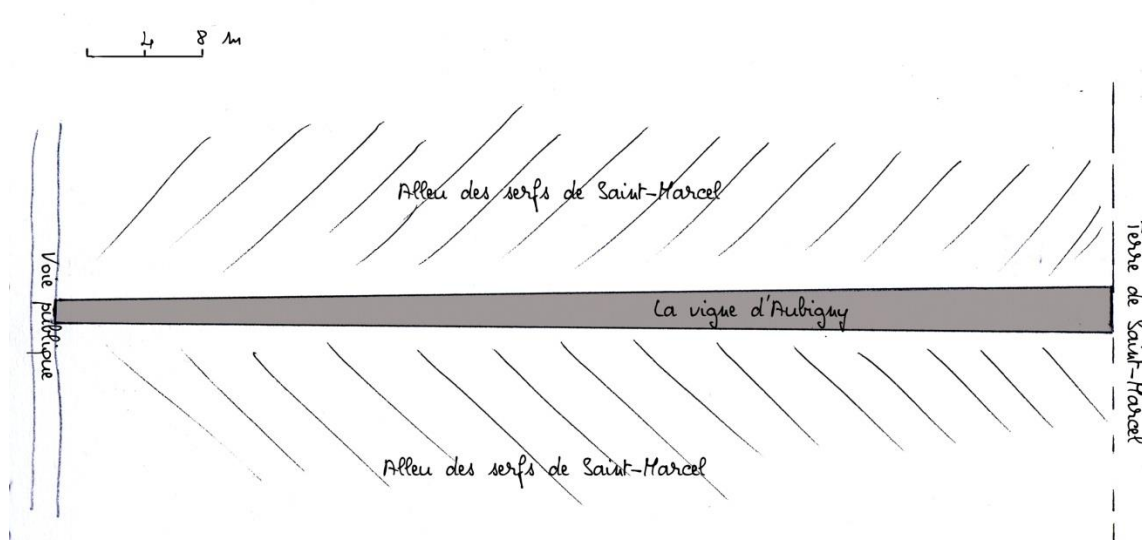 4 8 m
Alleu des serfs de Saint-Marcel
Voie publique
La vigne d'Aubigny
Terre de Saint-Marcel
Alleu des serfs de Saint-Marcel